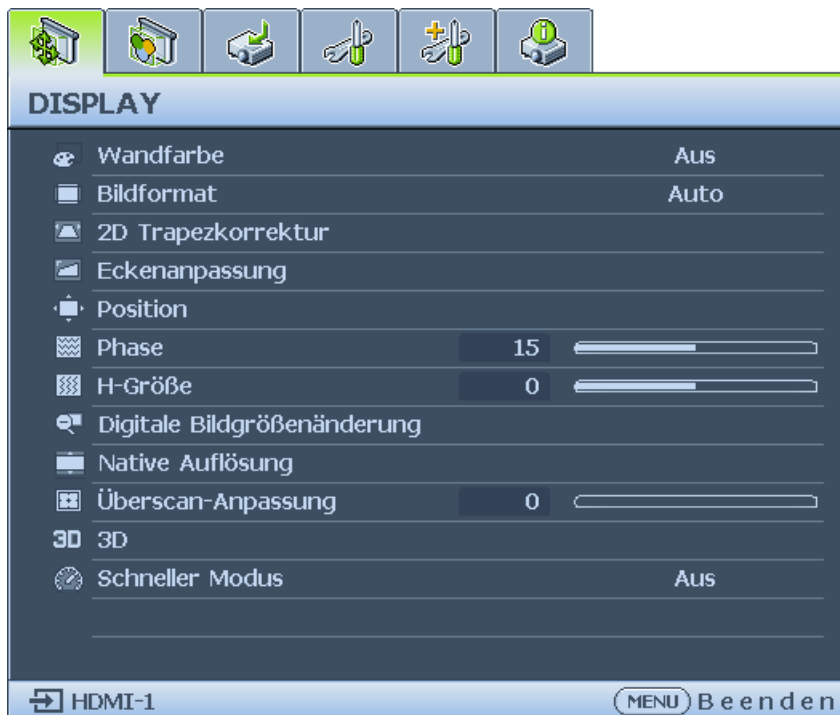 DISPLAY
Wandfarbe Aus
Bildformat Auto
2D Trapezkorrektur
Eckenanpassung
Position
Phase 15
H-Größe 0
Digitale Bildgrößenänderung
Native Auflösung
Überscan-Anpassung 0
3D 3D
Schneller Modus Aus
HDMI-1 MENU Beenden